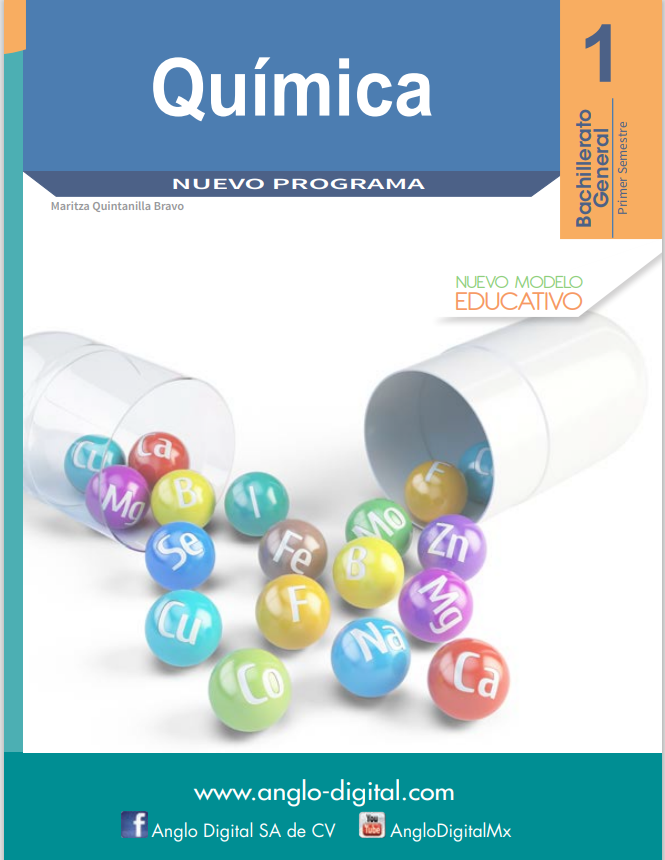 Química
1
Bachillerato
General
Primer Semestre
NUEVO PROGRAMA
Maritza Quintanilla Bravo
NUEVO MODELO
EDUCATIVO
Cu
Ca
Mg
B
I
F
Se
Fe
Mo
Zn
B
Cu
F
Mg
Co
Na
Ca
www.anglo-digital.com
f Anglo Digital SA de CV
You Tube AngloDigitalMx